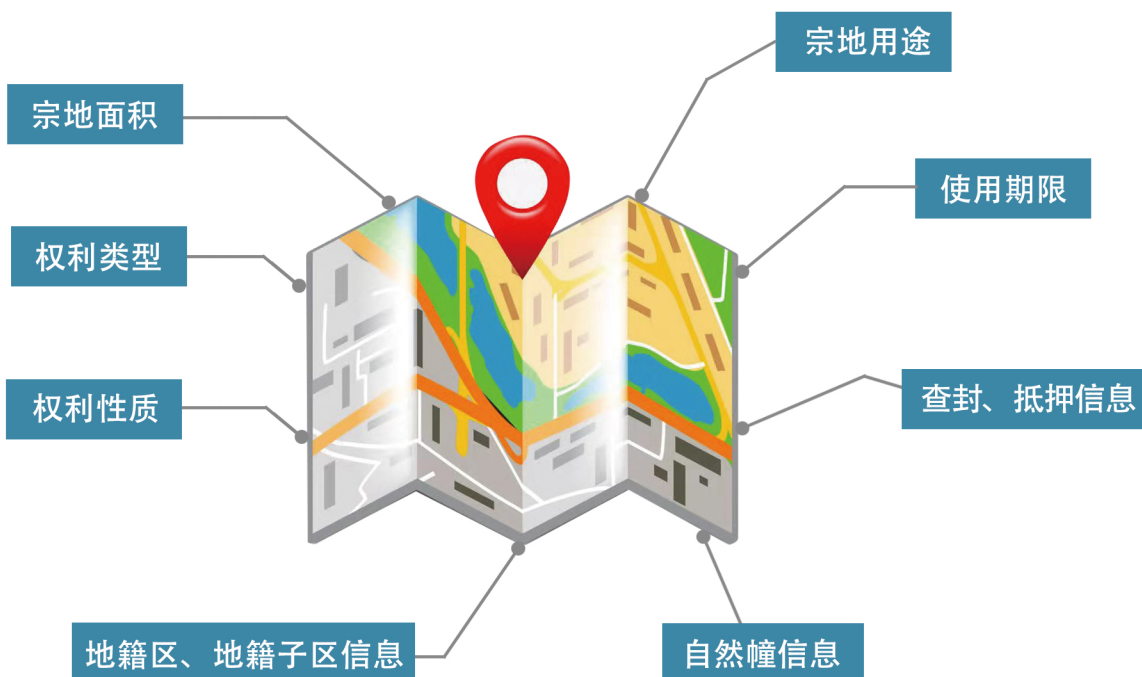 宗地用途
宗地面积
使用期限
权利类型
权利性质
查封、抵押信息
地籍区、地籍子区信息
自然幢信息